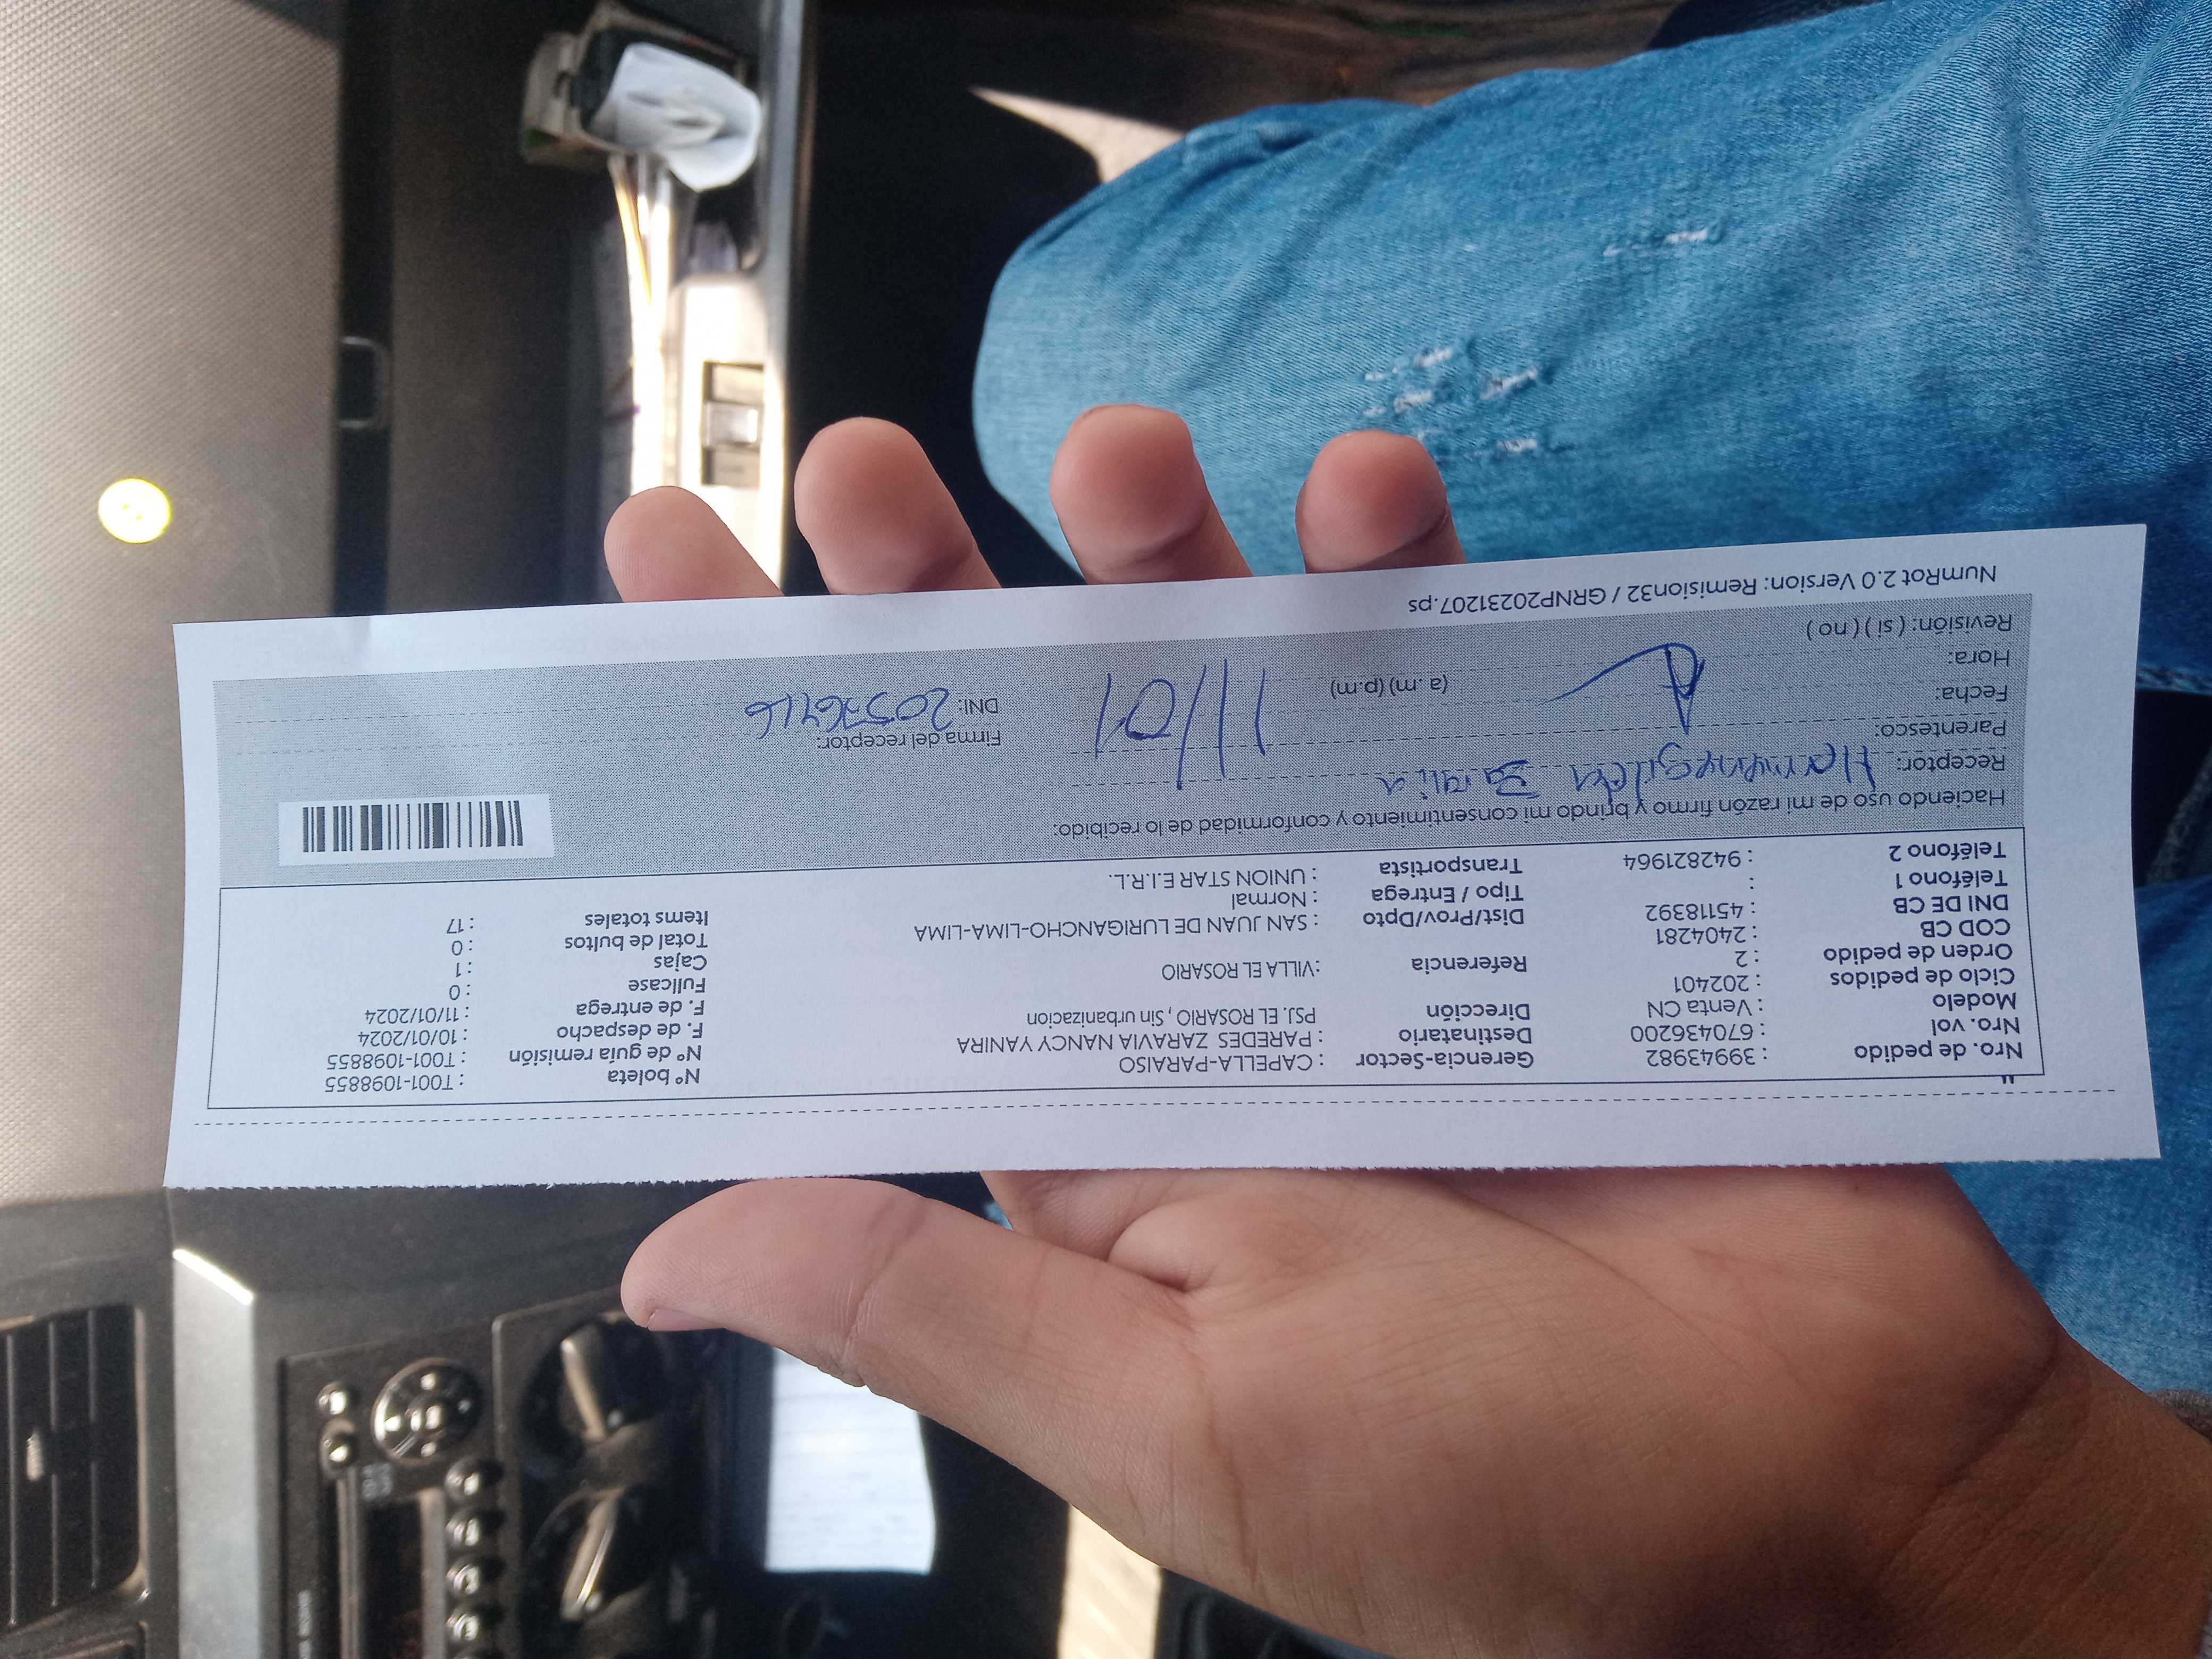 Nro. de pedido : 39943982 Gerencia-Sector : CAPELLA-PARAISO N° boleta : T001-1098855
Nro. vol : 670436200 Destinatario : PAREDES ZARAVIA NANCY YANIRA N° de guía remisión : T001-1098855
Modelo : Venta CN Dirección PSJ. EL ROSARIO , Sin urbanizacion F. de despacho : 10/01/2024
Ciclo de pedidos : 202401 F. de entrega : 11/01/2024
Orden de pedido : 2 Referencia : VILLA EL ROSARIO Fullcase : 0
COD CB : 2404281 Dist/Prov/Dpto : SAN JUAN DE LURIGANCHO-LIMA-LIMA Cajas : 1
DNI DE CB : 45118392 Tipo / Entrega : Normal Total de bultos : 0
Teléfono 1 : Transportista : UNION STAR E.I.R.L. Items totales : 17
Teléfono 2 : 942821964
Haciendo uso de mi razón firmo y brindo mi consentimiento y conformidad de lo recibido:
Receptor:
Parentesco: Firma del receptor:
Fecha: 11/01 DNI:
Hora: (a.m) (p.m)
Revisión: ( si ) ( no )
NumRot 2.0 Version: Remision32 / GRNP20231207.ps